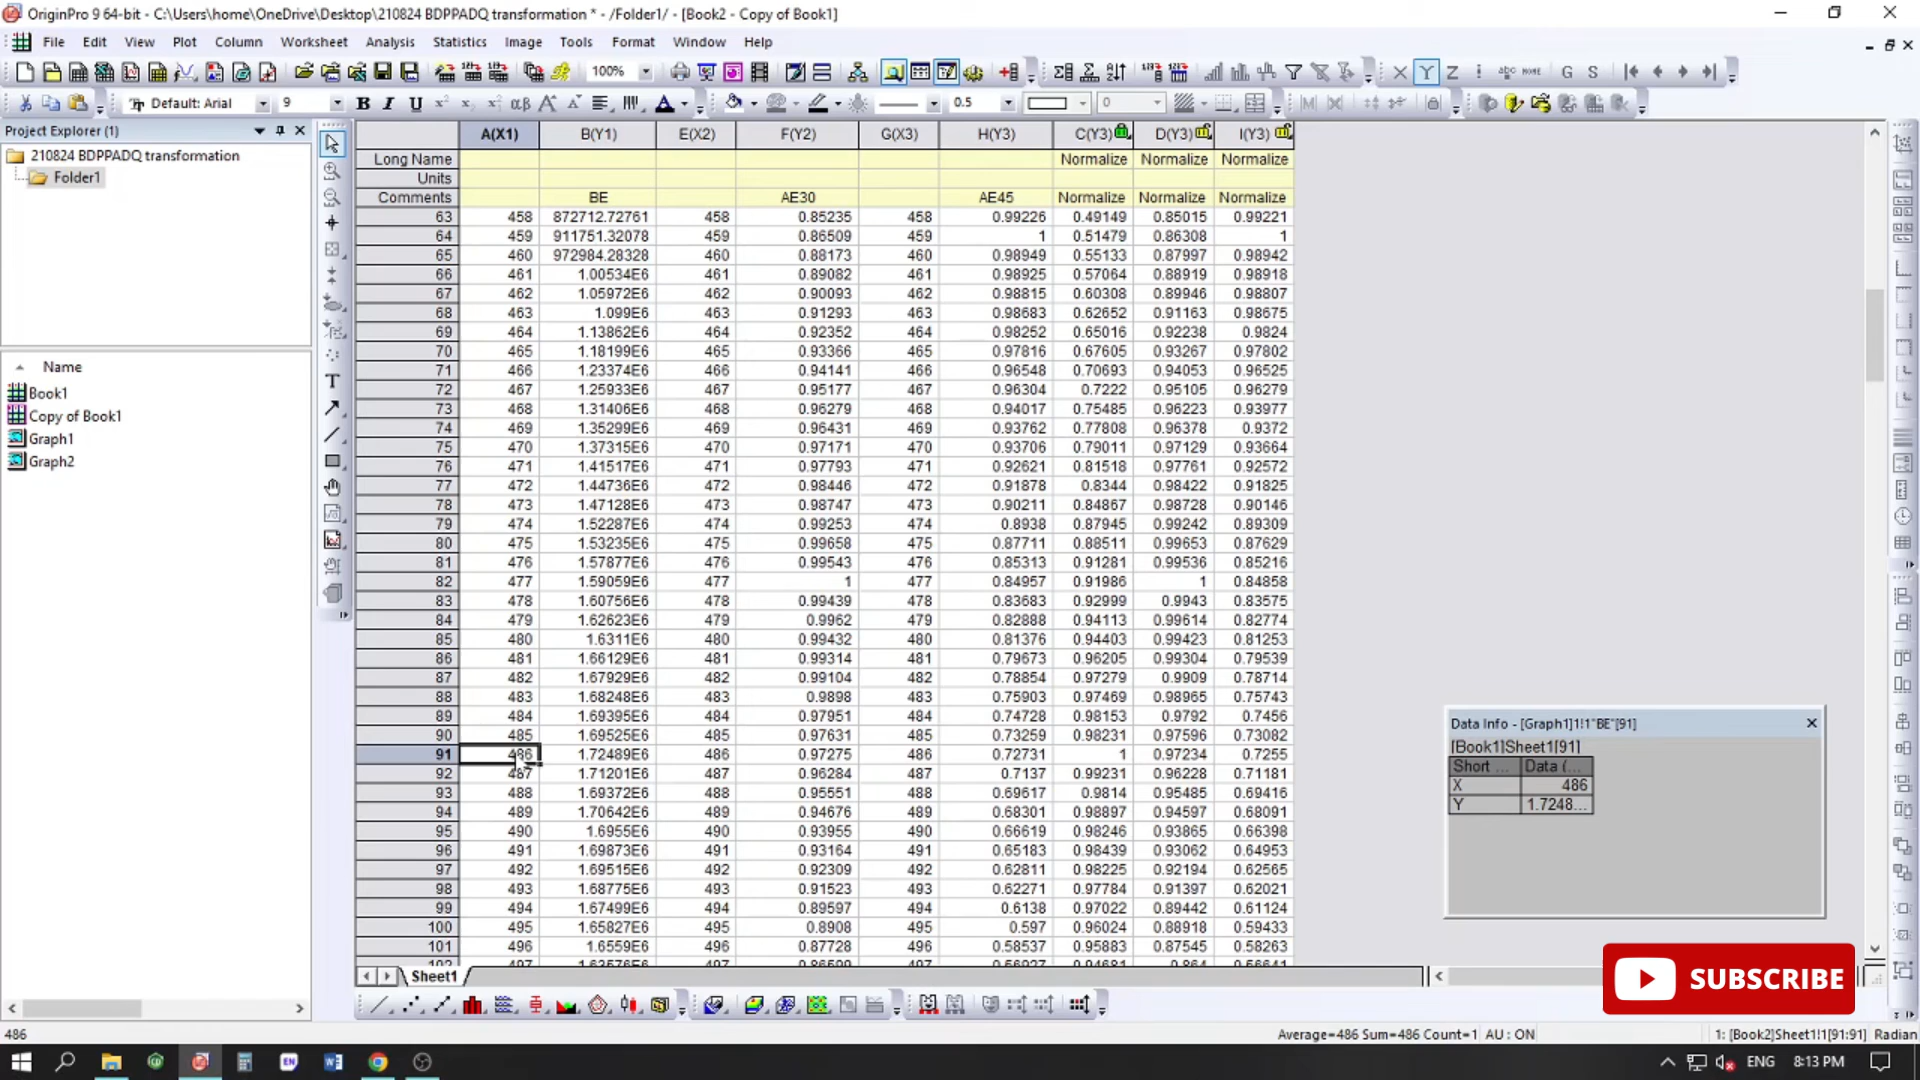 OriginPro 9 64-bit - C:\Users\home\OneDrive\Desktop\210824 BDPPADQ transformation * - /Folder1/ - [Book2 - Copy of Book1]
File Edit View Plot Column Worksheet Analysis Statistics Image Tools Format Window Help
100%
Default: Arial 9 B I U 0.5 0
Project Explorer (1)
210824 BDPPADQ transformation
Folder1
Name
Book1
Copy of Book1
Graph1
Graph2
A(X1) B(Y1) E(X2) F(Y2) G(X3) H(Y3) C(Y3) D(Y3) I(Y3)
Long Name Normalize Normalize Normalize
Units
Comments BE AE30 AE45 Normalize Normalize Normalize
63 458 872712.72761 458 0.85235 458 0.99226 0.49149 0.85015 0.99221
64 459 911751.32078 459 0.86509 459 1 0.51479 0.86308 1
65 460 972984.28328 460 0.88173 460 0.98949 0.55133 0.87997 0.98942
66 461 1.00534E6 461 0.89082 461 0.98925 0.57064 0.88919 0.98918
67 462 1.05972E6 462 0.90093 462 0.98815 0.60308 0.89946 0.98807
68 463 1.099E6 463 0.91293 463 0.98683 0.62652 0.91163 0.98675
69 464 1.13862E6 464 0.92352 464 0.98252 0.65016 0.92238 0.9824
70 465 1.18199E6 465 0.93366 465 0.97816 0.67605 0.93267 0.97802
71 466 1.23374E6 466 0.94141 466 0.96548 0.70693 0.94053 0.96525
72 467 1.25933E6 467 0.95177 467 0.96304 0.7222 0.95105 0.96279
73 468 1.31406E6 468 0.96279 468 0.94017 0.75485 0.96223 0.93977
74 469 1.35299E6 469 0.96431 469 0.93762 0.77808 0.96378 0.9372
75 470 1.37315E6 470 0.97171 470 0.93706 0.79011 0.97129 0.93664
76 471 1.41517E6 471 0.97793 471 0.92621 0.81518 0.97761 0.92572
77 472 1.44736E6 472 0.98446 472 0.91878 0.8344 0.98422 0.91825
78 473 1.47128E6 473 0.98747 473 0.90211 0.84867 0.98728 0.90146
79 474 1.52287E6 474 0.99253 474 0.8938 0.87945 0.99242 0.89309
80 475 1.53235E6 475 0.99658 475 0.87711 0.88511 0.99653 0.87629
81 476 1.57877E6 476 0.99543 476 0.85313 0.91281 0.99536 0.85216
82 477 1.59059E6 477 1 477 0.84957 0.91986 1 0.84858
83 478 1.60756E6 478 0.99439 478 0.83683 0.92999 0.9943 0.83575
84 479 1.62623E6 479 0.9962 479 0.82888 0.94113 0.99614 0.82774
85 480 1.6311E6 480 0.99432 480 0.81376 0.94403 0.99423 0.81253
86 481 1.66129E6 481 0.99314 481 0.79673 0.96205 0.99304 0.79539
87 482 1.67929E6 482 0.99104 482 0.78854 0.97279 0.9909 0.78714
88 483 1.68248E6 483 0.9898 483 0.75903 0.97469 0.98965 0.75743
89 484 1.69395E6 484 0.97951 484 0.74728 0.98153 0.9792 0.7456
90 485 1.69525E6 485 0.97631 485 0.73259 0.98231 0.97596 0.73082
91 486 1.72489E6 486 0.97275 486 0.72731 1 0.97234 0.7255
92 487 1.71201E6 487 0.96284 487 0.7137 0.99231 0.96228 0.71181
93 488 1.69372E6 488 0.95551 488 0.69617 0.9814 0.95485 0.69416
94 489 1.70642E6 489 0.94676 489 0.68301 0.98897 0.94597 0.68091
95 490 1.6955E6 490 0.93955 490 0.66619 0.98246 0.93865 0.66398
96 491 1.69873E6 491 0.93164 491 0.65183 0.98439 0.93062 0.64953
97 492 1.69515E6 492 0.92309 492 0.62811 0.98225 0.92194 0.62565
98 493 1.68775E6 493 0.91523 493 0.62271 0.97784 0.91397 0.62021
99 494 1.67499E6 494 0.89597 494 0.6138 0.97022 0.89442 0.61124
100 495 1.65827E6 495 0.8908 495 0.597 0.96024 0.88918 0.59433
101 496 1.6559E6 496 0.87728 496 0.58537 0.95883 0.87545 0.58263
Data Info - [Graph1]1!1"BE"[91]
[Book1]Sheet1[91]
Short ... Data (...
X 486
Y 1.7248...
Sheet1
SUBSCRIBE
486 Average=486 Sum=486 Count=1 AU : ON 1: [Book2]Sheet1!1[91:91] Radian
ENG 8:13 PM